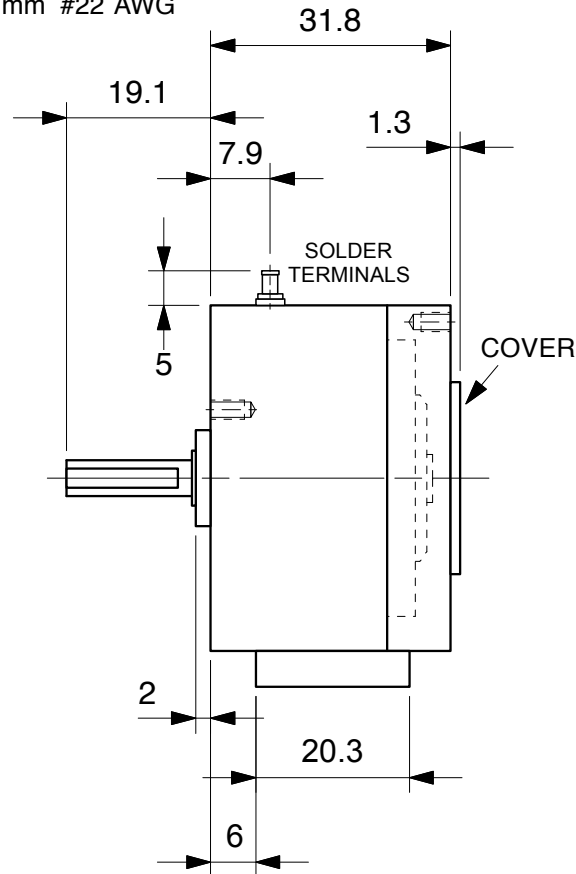 mm #22 AWG
31.8
19.1
1.3
7.9
SOLDER
TERMINALS
5
COVER
2
20.3
6